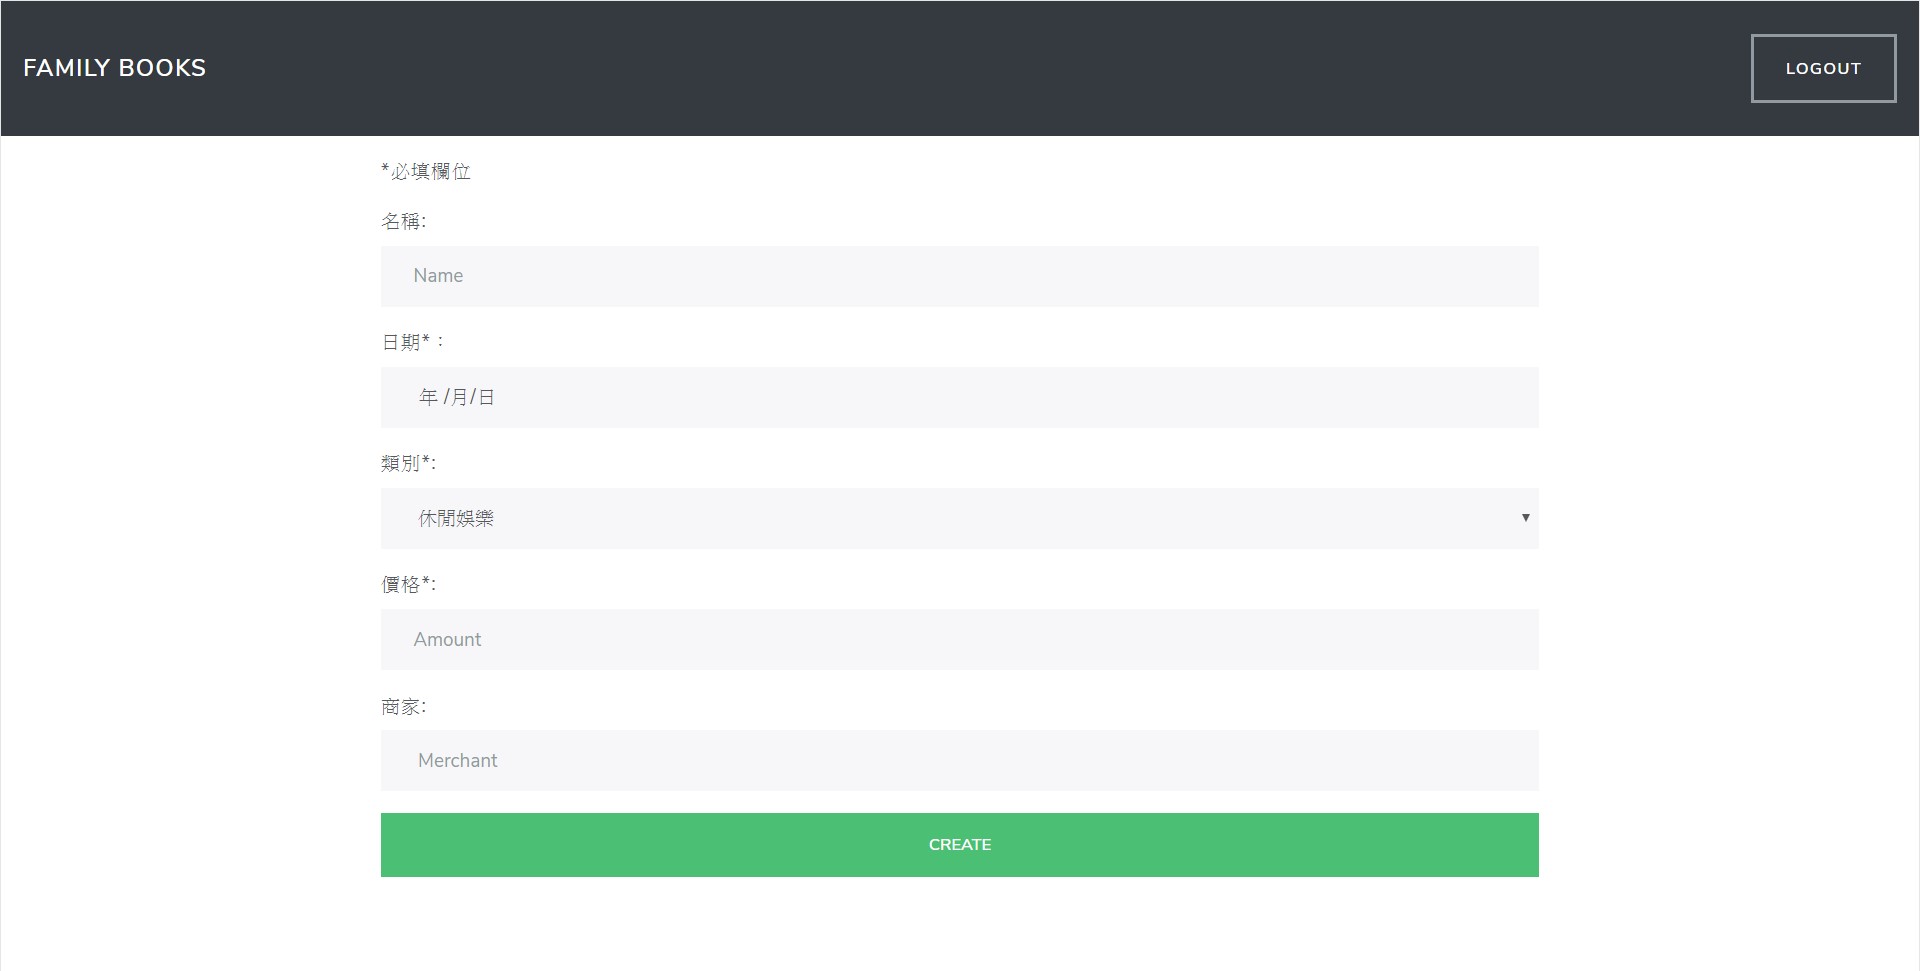 FAMILY BOOKS
LOGOUT
*必填欄位
名稱:
Name
日期* :
年 /月/日
類別*:
休閒娛樂
價格*:
Amount
商家:
Merchant
CREATE